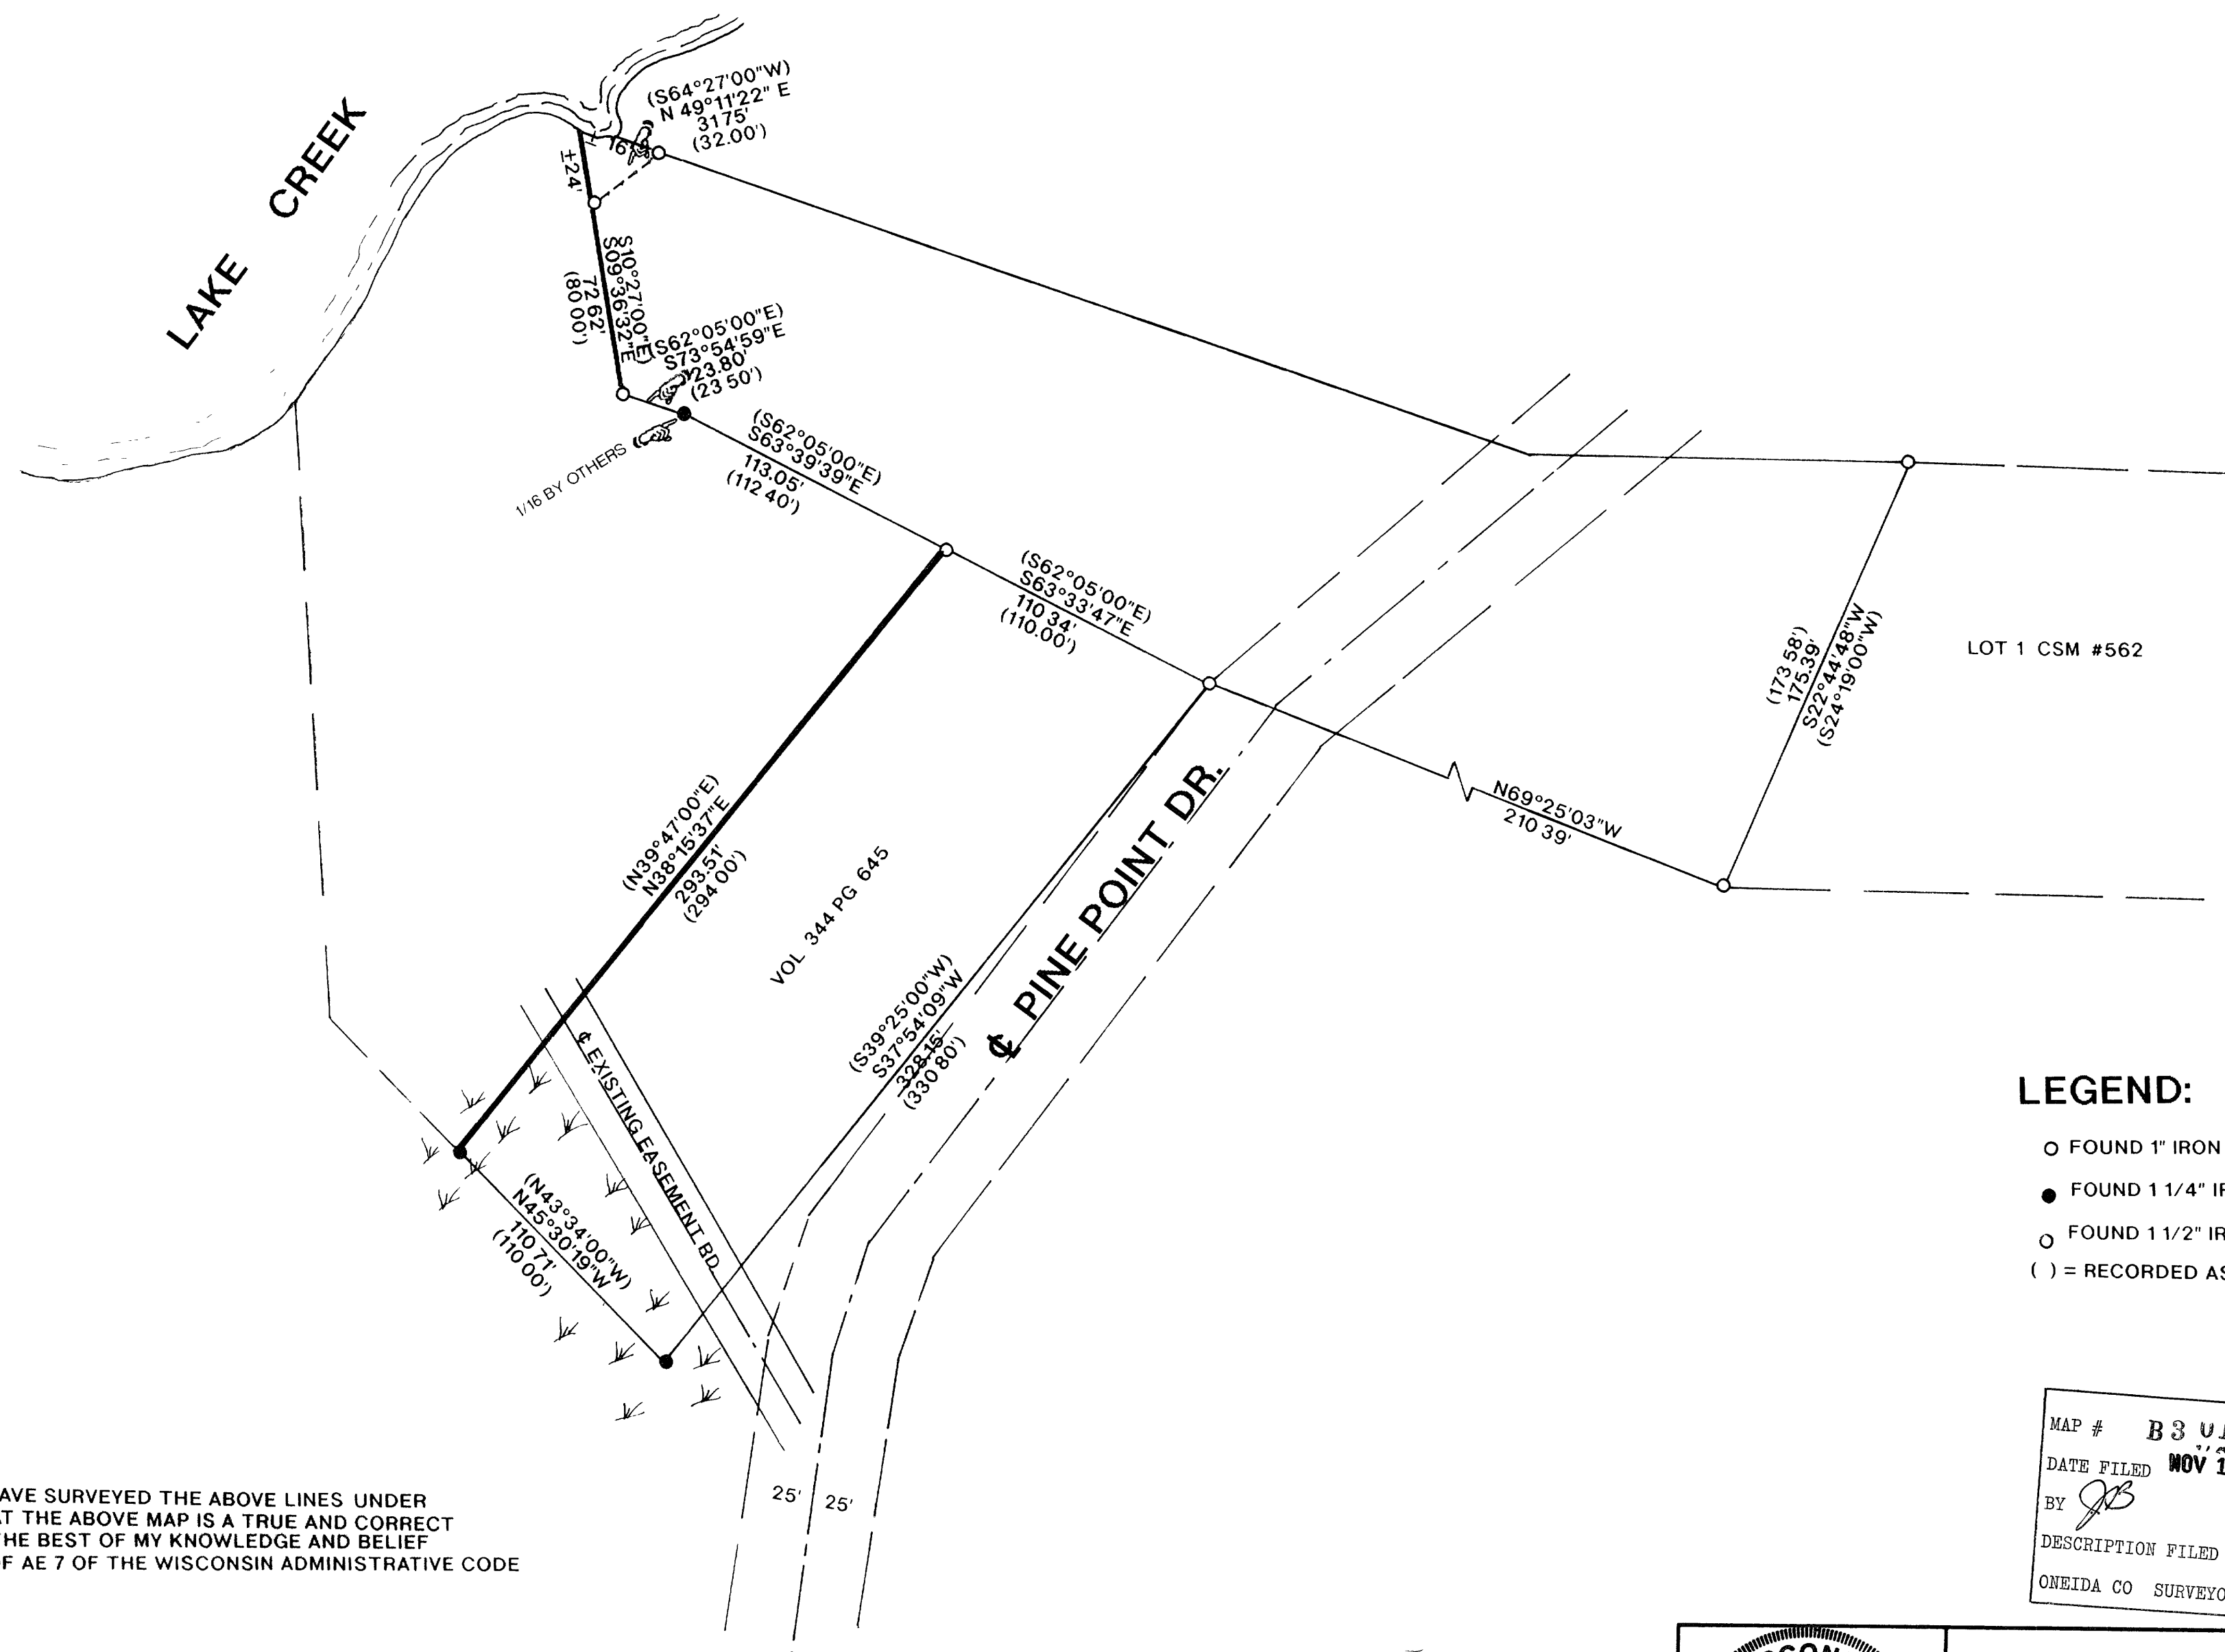 LAKE CREEK
(S64°27'00"W)
N 49°11'22" E
31 75'
(32.00')
16'
±24'
S10°27'00"E)
S09°36'32"E
72 62'
(80 00')
(S62°05'00"E)
S73°54'59"E
23.80'
(23 50')
1/16 BY OTHERS
(S62°05'00"E)
S63°39'39"E
113.05'
(112 40')
(S62°05'00"E)
S63°33'47"E
110 34'
(110.00')
(173 58')
175.39'
S22°44'48"W
(S24°19'00"W)
LOT 1 CSM #562
N69°25'03"W
210 39'
(N39°47'00"E)
N38°15'37"E
293.51'
(294 00')
VOL 344 PG 645
℄ PINE POINT DR.
(S39°25'00"W)
S37°54'09"W
328.15'
(330 80')
℄ EXISTING EASEMENT RD
(N43°34'00"W)
N45°30'19"W
110 71'
(110 00')
25' 25'
LEGEND:
FOUND 1" IRON
FOUND 1 1/4" IR
FOUND 1 1/2" IR
( ) = RECORDED AS
MAP # B3
DATE FILED NOV 1
BY JB
DESCRIPTION FILED
ONEIDA CO SURVEYO
AVE SURVEYED THE ABOVE LINES UNDER
AT THE ABOVE MAP IS A TRUE AND CORRECT
THE BEST OF MY KNOWLEDGE AND BELIEF
OF AE 7 OF THE WISCONSIN ADMINISTRATIVE CODE
CON